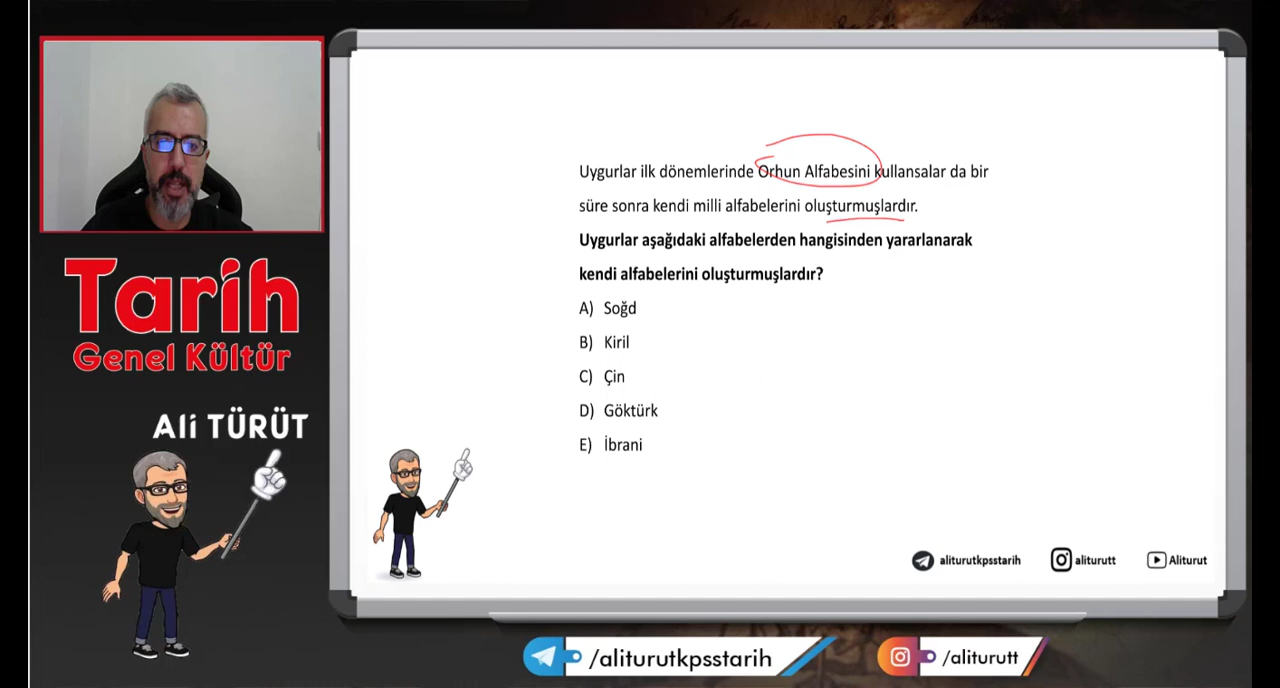 Tarih
Genel Kültür
Ali TÜRÜT
Uygurlar ilk dönemlerinde Orhun Alfabesini kullansalar da bir
süre sonra kendi milli alfabelerini oluşturmuşlardır.
Uygurlar aşağıdaki alfabelerden hangisinden yararlanarak
kendi alfabelerini oluşturmuşlardır?
A) Soğd
B) Kiril
C) Çin
D) Göktürk
E) İbrani
aliturutkpsstarih
aliturutt
Aliturut
/aliturutkpsstarih
/aliturutt